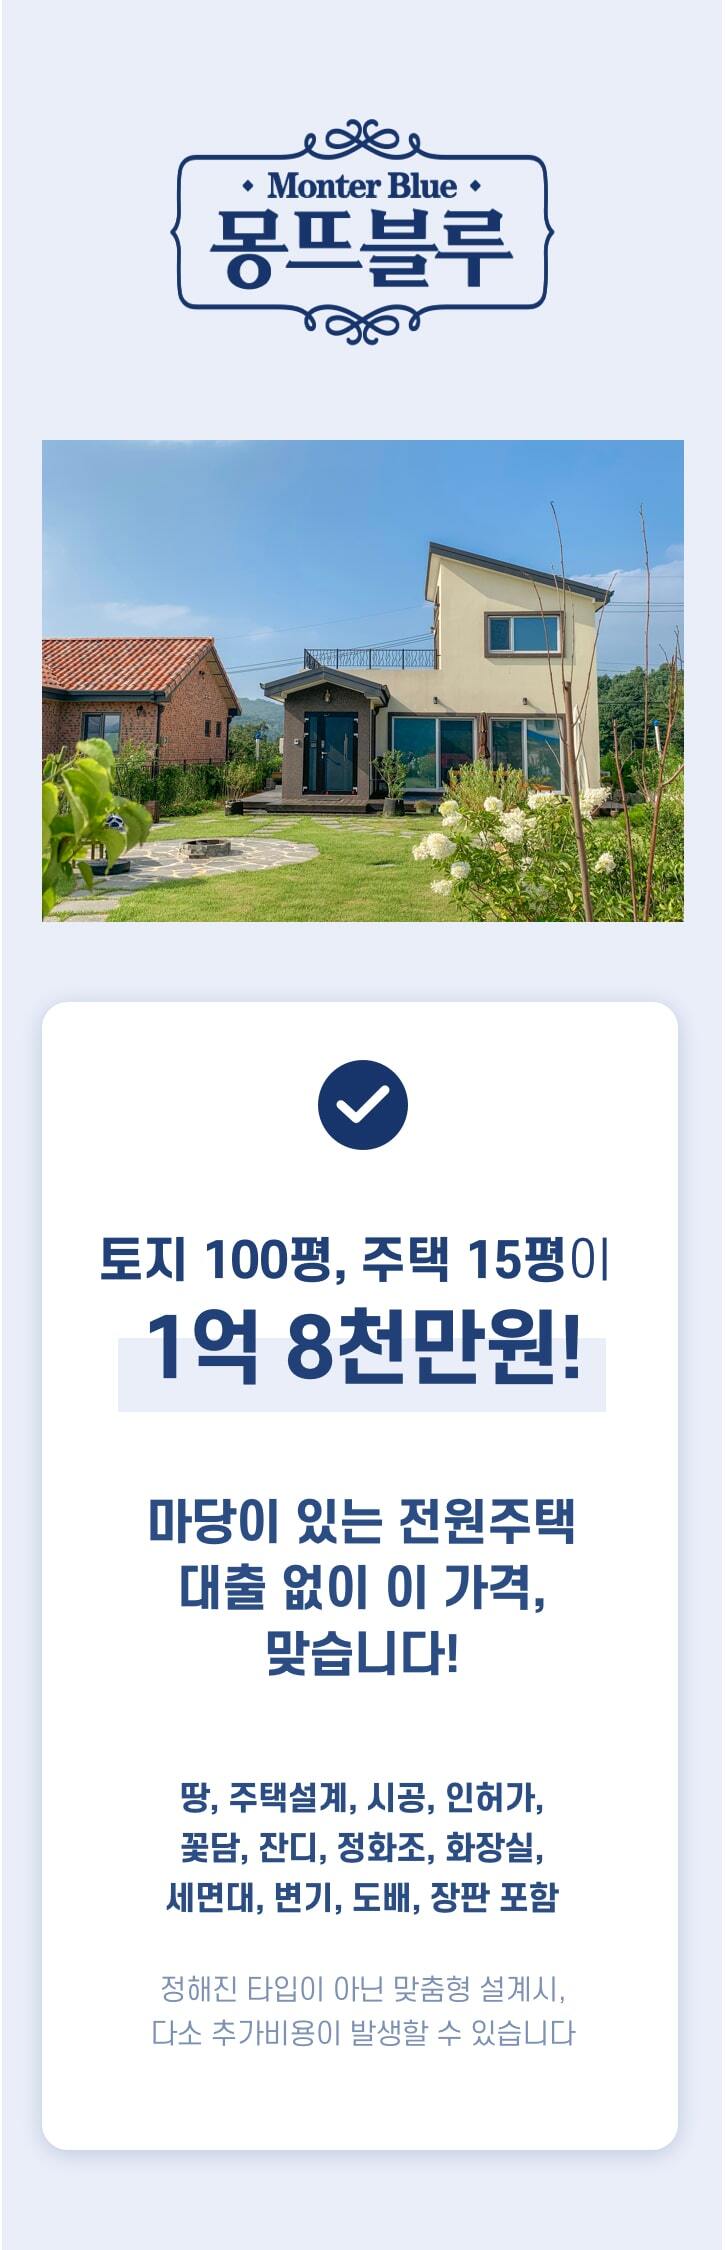 Monter Blue
몽뜨블루
토지 100평, 주택 15평이
1억 8천만원!
마당이 있는 전원주택
대출 없이 이 가격,
맞습니다!
땅, 주택설계, 시공, 인허가,
꽃담, 잔디, 정화조, 화장실,
세면대, 변기, 도배, 장판 포함
정해진 타입이 아닌 맞춤형 설계시,
다소 추가비용이 발생할 수 있습니다